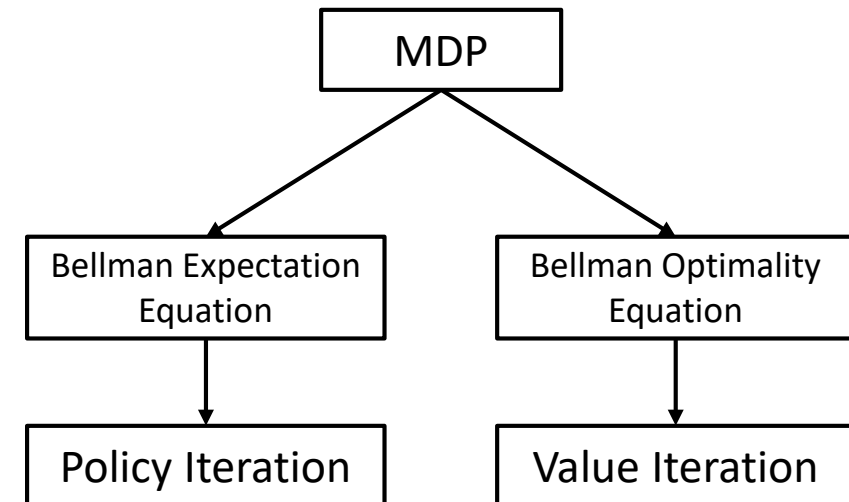 MDP
Bellman Expectation
Equation
Bellman Optimality
Equation
Policy Iteration
Value Iteration